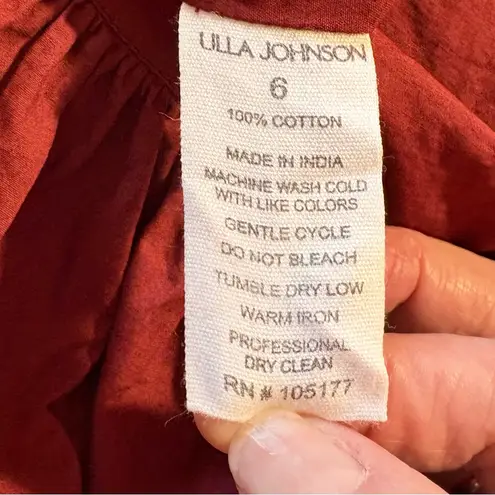 ULLA JOHNSON
6
100% COTTON
MADE IN INDIA
MACHINE WASH COLD
WITH LIKE COLORS
GENTLE CYCLE
DO NOT BLEACH
TUMBLE DRY LOW
WARM IRON
PROFESSIONAL
DRY CLEAN
RN # 105177